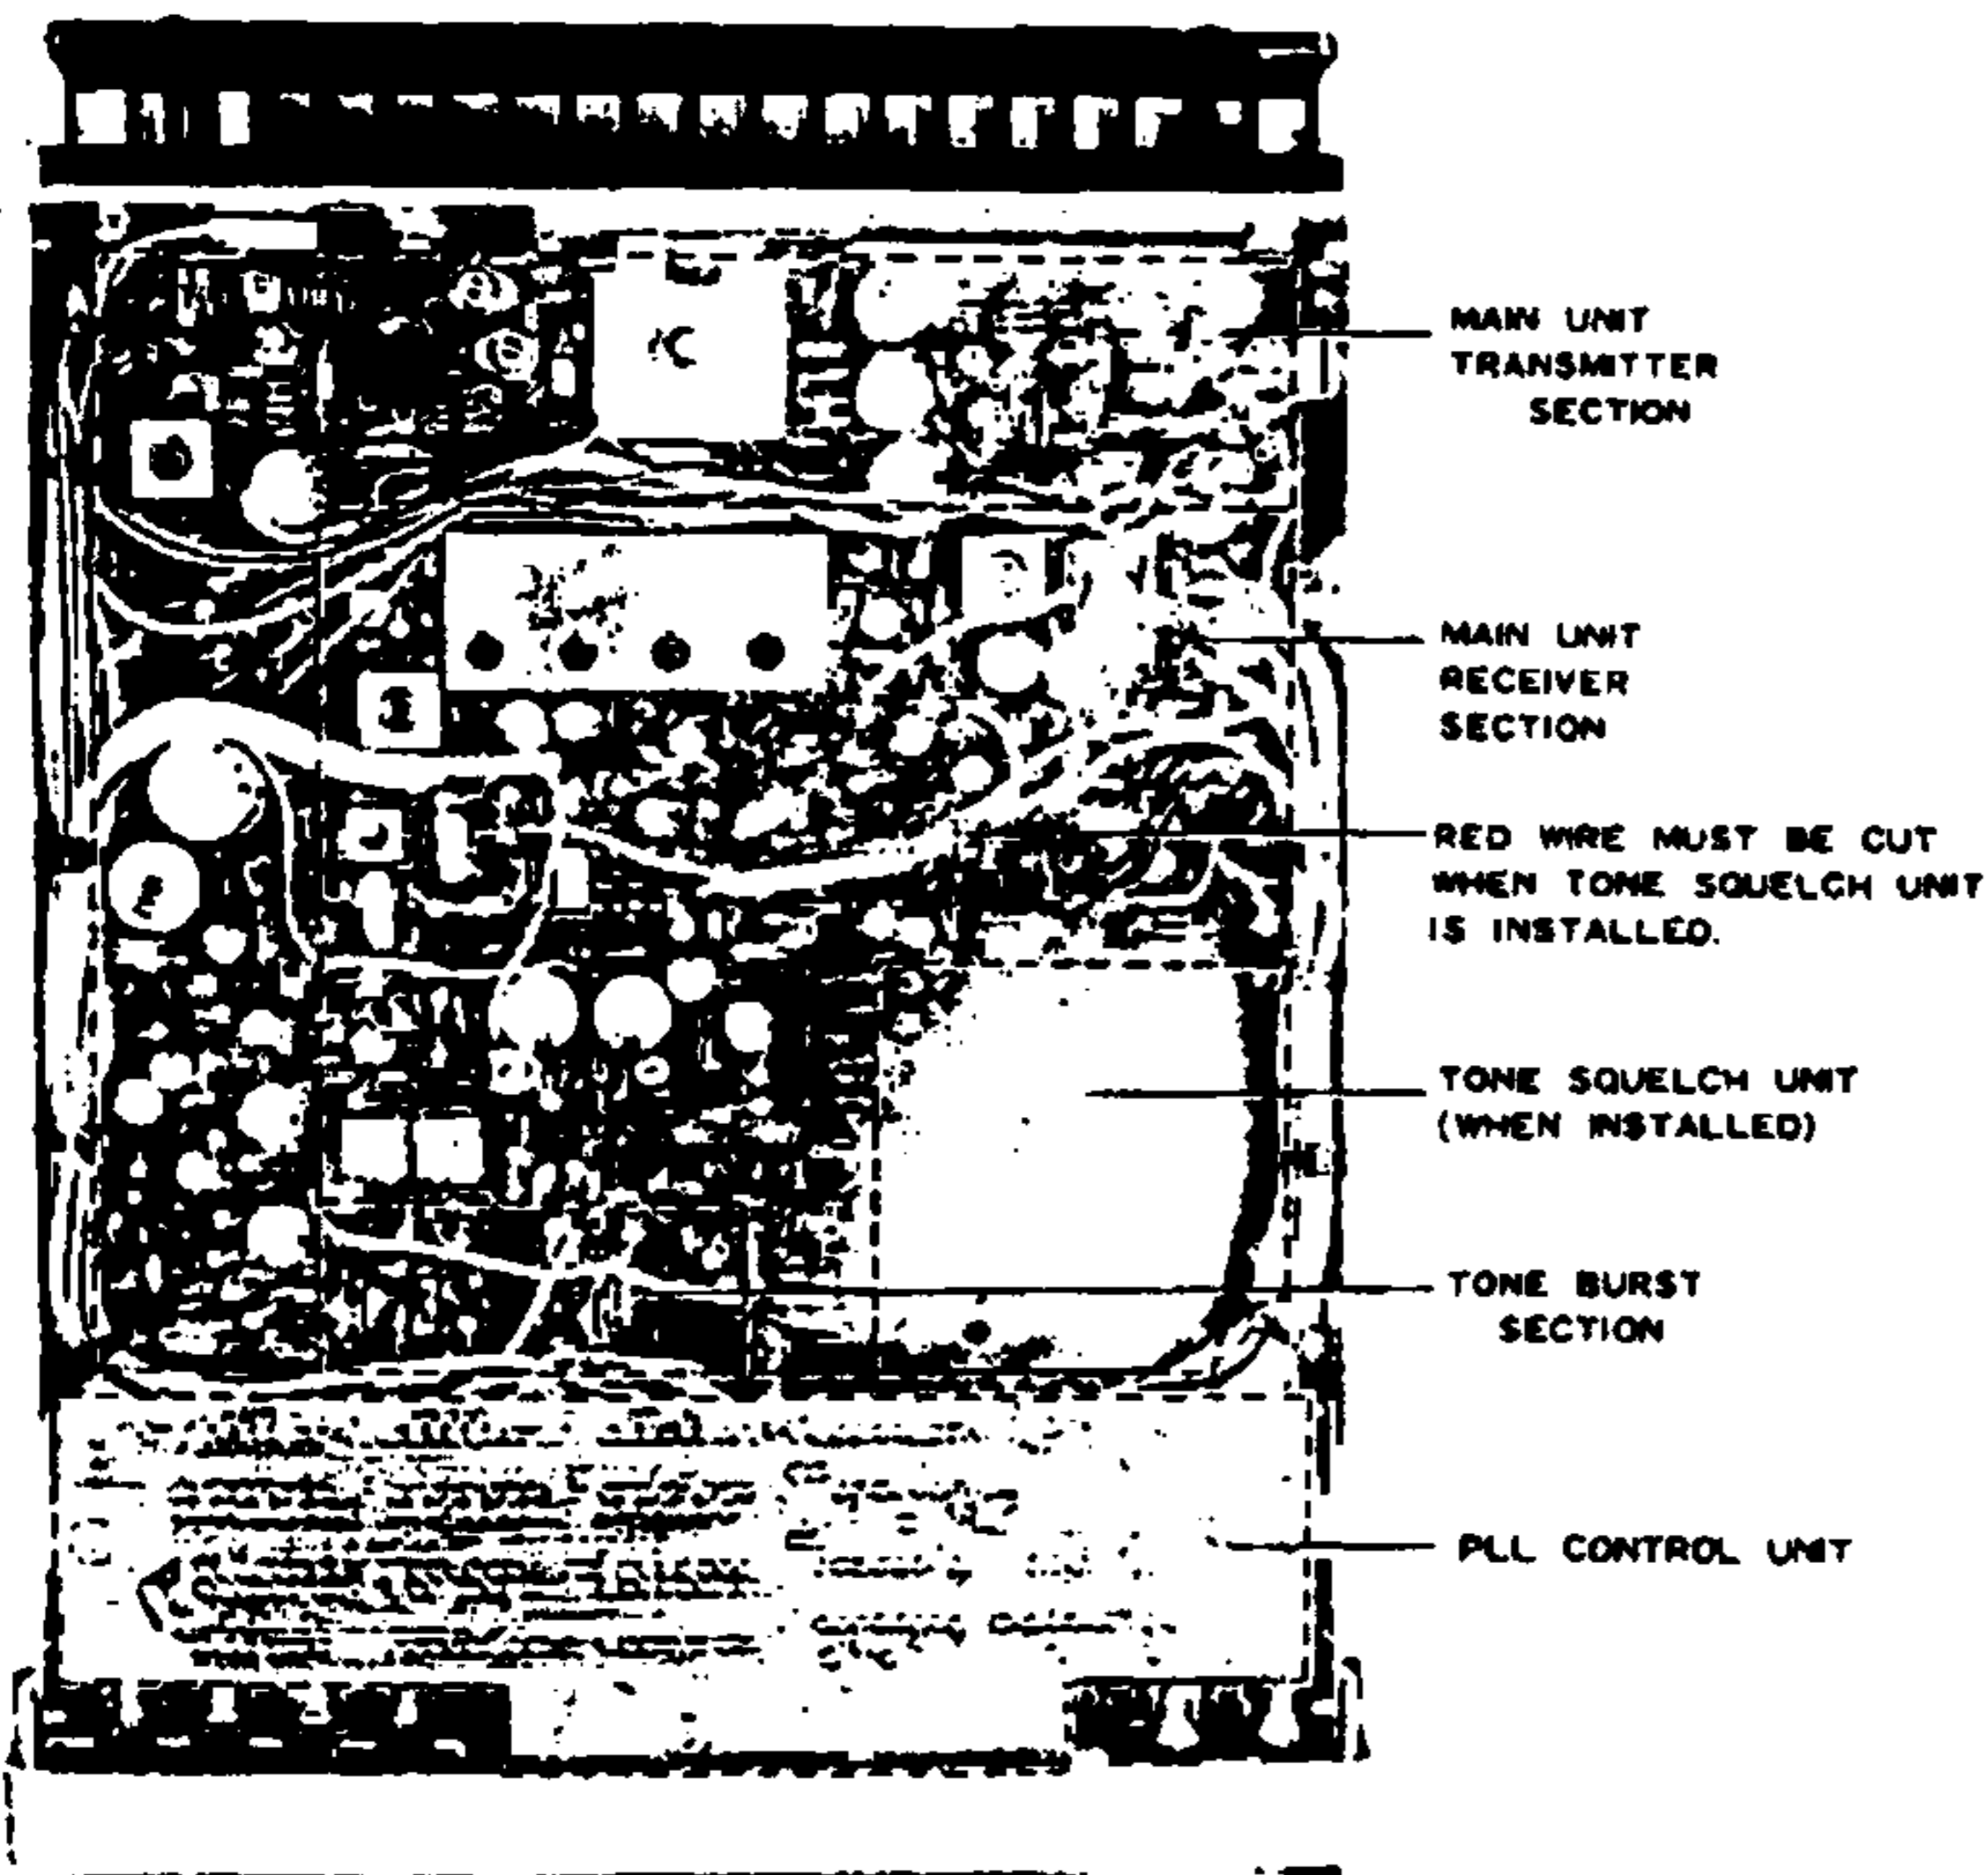 MAIN UNIT
TRANSMITTER
SECTION
MAIN UNIT
RECEIVER
SECTION
RED WIRE MUST BE CUT
WHEN TONE SQUELCH UNIT
IS INSTALLED.
TONE SQUELCH UNIT
(WHEN INSTALLED)
TONE BURST
SECTION
PLL CONTROL UNIT